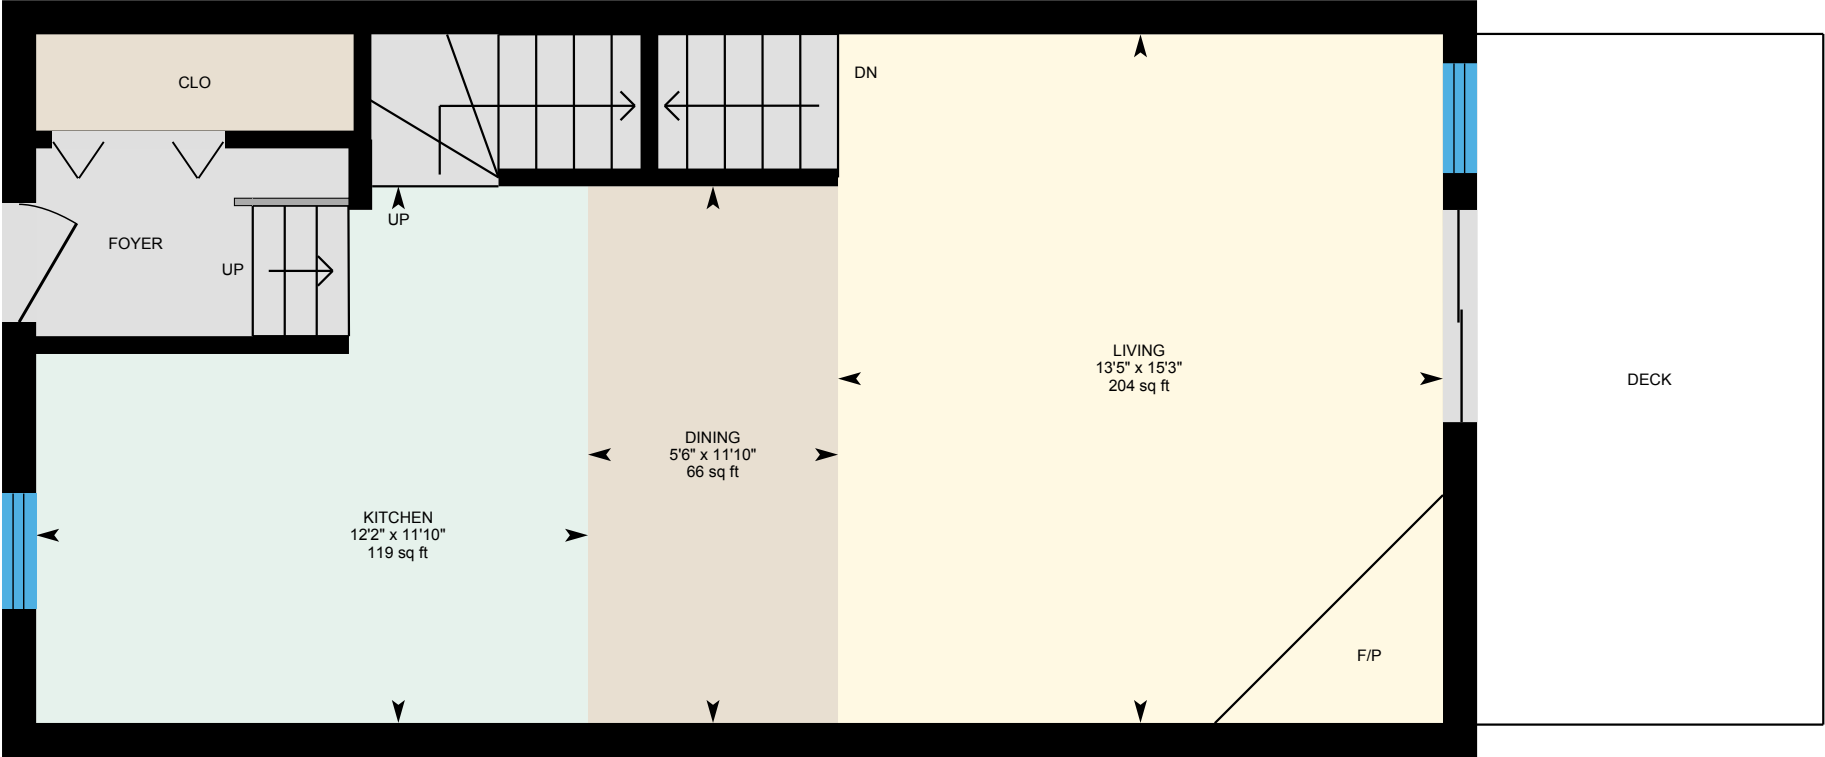 CLO
DN
UP
FOYER
UP
LIVING
13'5" x 15'3"
204 sq ft
DECK
DINING
5'6" x 11'10"
66 sq ft
KITCHEN
12'2" x 11'10"
119 sq ft
F/P